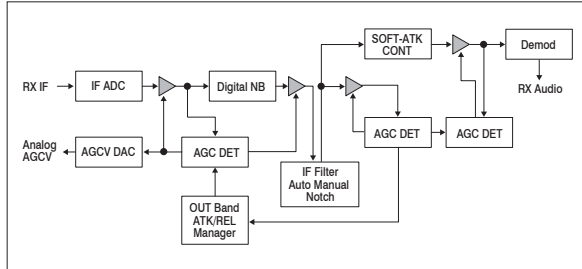 SOFT-ATK
CONT
Demod
RX IF
IF ADC
Digital NB
RX Audio
Analog
AGCV
AGCV DAC
AGC DET
AGC DET
AGC DET
IF Filter
Auto Manual
Notch
OUT Band
ATK/REL
Manager